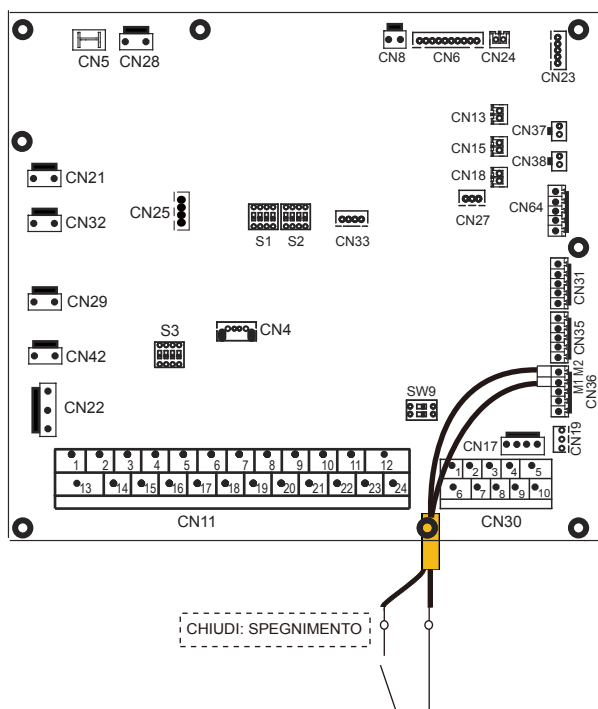 CN5 CN28 CN8 CN6 CN24 CN23
CN13 CN37
CN15 CN38
CN18
CN21 CN27 CN64
CN32 CN25 S1 S2 CN33
CN31
CN29 CN4 CN35
CN42 S3
M1 M2
CN36
CN22 SW9
CN17 CN19
1 2 3 4 5 6 7 8 9 10 11 12
13 14 15 16 17 18 19 20 21 22 23 24
1 2 3 4 5
6 7 8 9 10
CN11 CN30
CHIUDI: SPEGNIMENTO